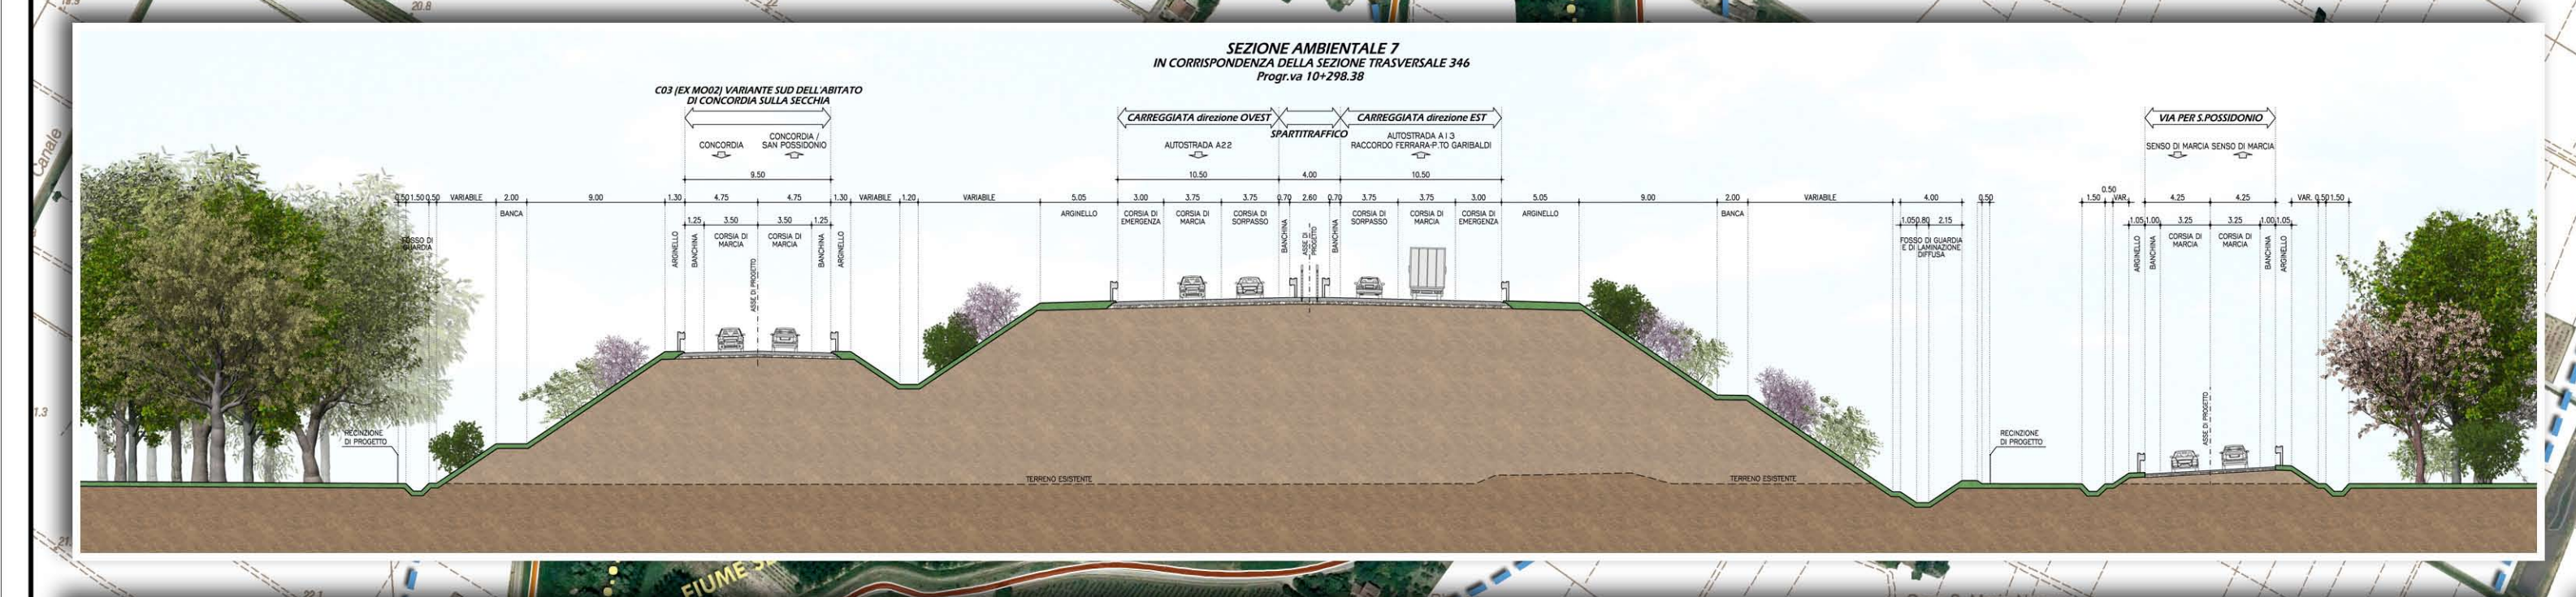 20.8
22
Canale
SEZIONE AMBIENTALE 7
IN CORRISPONDENZA DELLA SEZIONE TRASVERSALE 346
Progr.va 10+298.38
C03 (EX MO02) VARIANTE SUD DELL'ABITATO
DI CONCORDIA SULLA SECCHIA
CARREGGIATA direzione OVEST
SPARTITRAFFICO
CARREGGIATA direzione EST
VIA PER S.POSSIDONIO
CONCORDIA
CONCORDIA /
SAN POSSIDONIO
AUTOSTRADA A22
AUTOSTRADA A13
RACCORDO FERRARA-P.TO GARIBALDI
SENSO DI MARCIA SENSO DI MARCIA
9.50
10.50 4.00 10.50
0.50 1.50 0.50 VARIABILE 2.00 9.00 1.30 4.75 4.75 1.30 VARIABILE 1.20 VARIABILE 5.05 3.00 3.75 3.75 0.70 2.60 0.70 3.75 3.75 3.00 5.05 9.00 2.00 VARIABILE 4.00 0.50 1.50 0.50 VAR. 4.25 4.25 VAR. 0.50 1.50
BANCA
ARGINELLO
CORSIA DI
EMERGENZA
CORSIA DI
MARCIA
CORSIA DI
SORPASSO
BANCHINA
ASSE DI
PROGETTO
BANCHINA
CORSIA DI
SORPASSO
CORSIA DI
MARCIA
CORSIA DI
EMERGENZA
ARGINELLO
BANCA
1.25 3.50 3.50 1.25
1.05 0.80 2.15
1.05 1.00 3.25 3.25 1.00 1.05
FOSSO DI
GUARDIA
ARGINELLO
BANCHINA
CORSIA DI
MARCIA
CORSIA DI
MARCIA
BANCHINA
ARGINELLO
ASSE DI PROGETTO
FOSSO DI GUARDIA
E DI LAMINAZIONE
DIFFUSA
ARGINELLO
BANCHINA
CORSIA DI
MARCIA
CORSIA DI
MARCIA
BANCHINA
ARGINELLO
ASSE DI PROGETTO
RECINZIONE
DI PROGETTO
RECINZIONE
DI PROGETTO
TERRENO ESISTENTE
TERRENO ESISTENTE
1.3
21.
22.1
FIUME